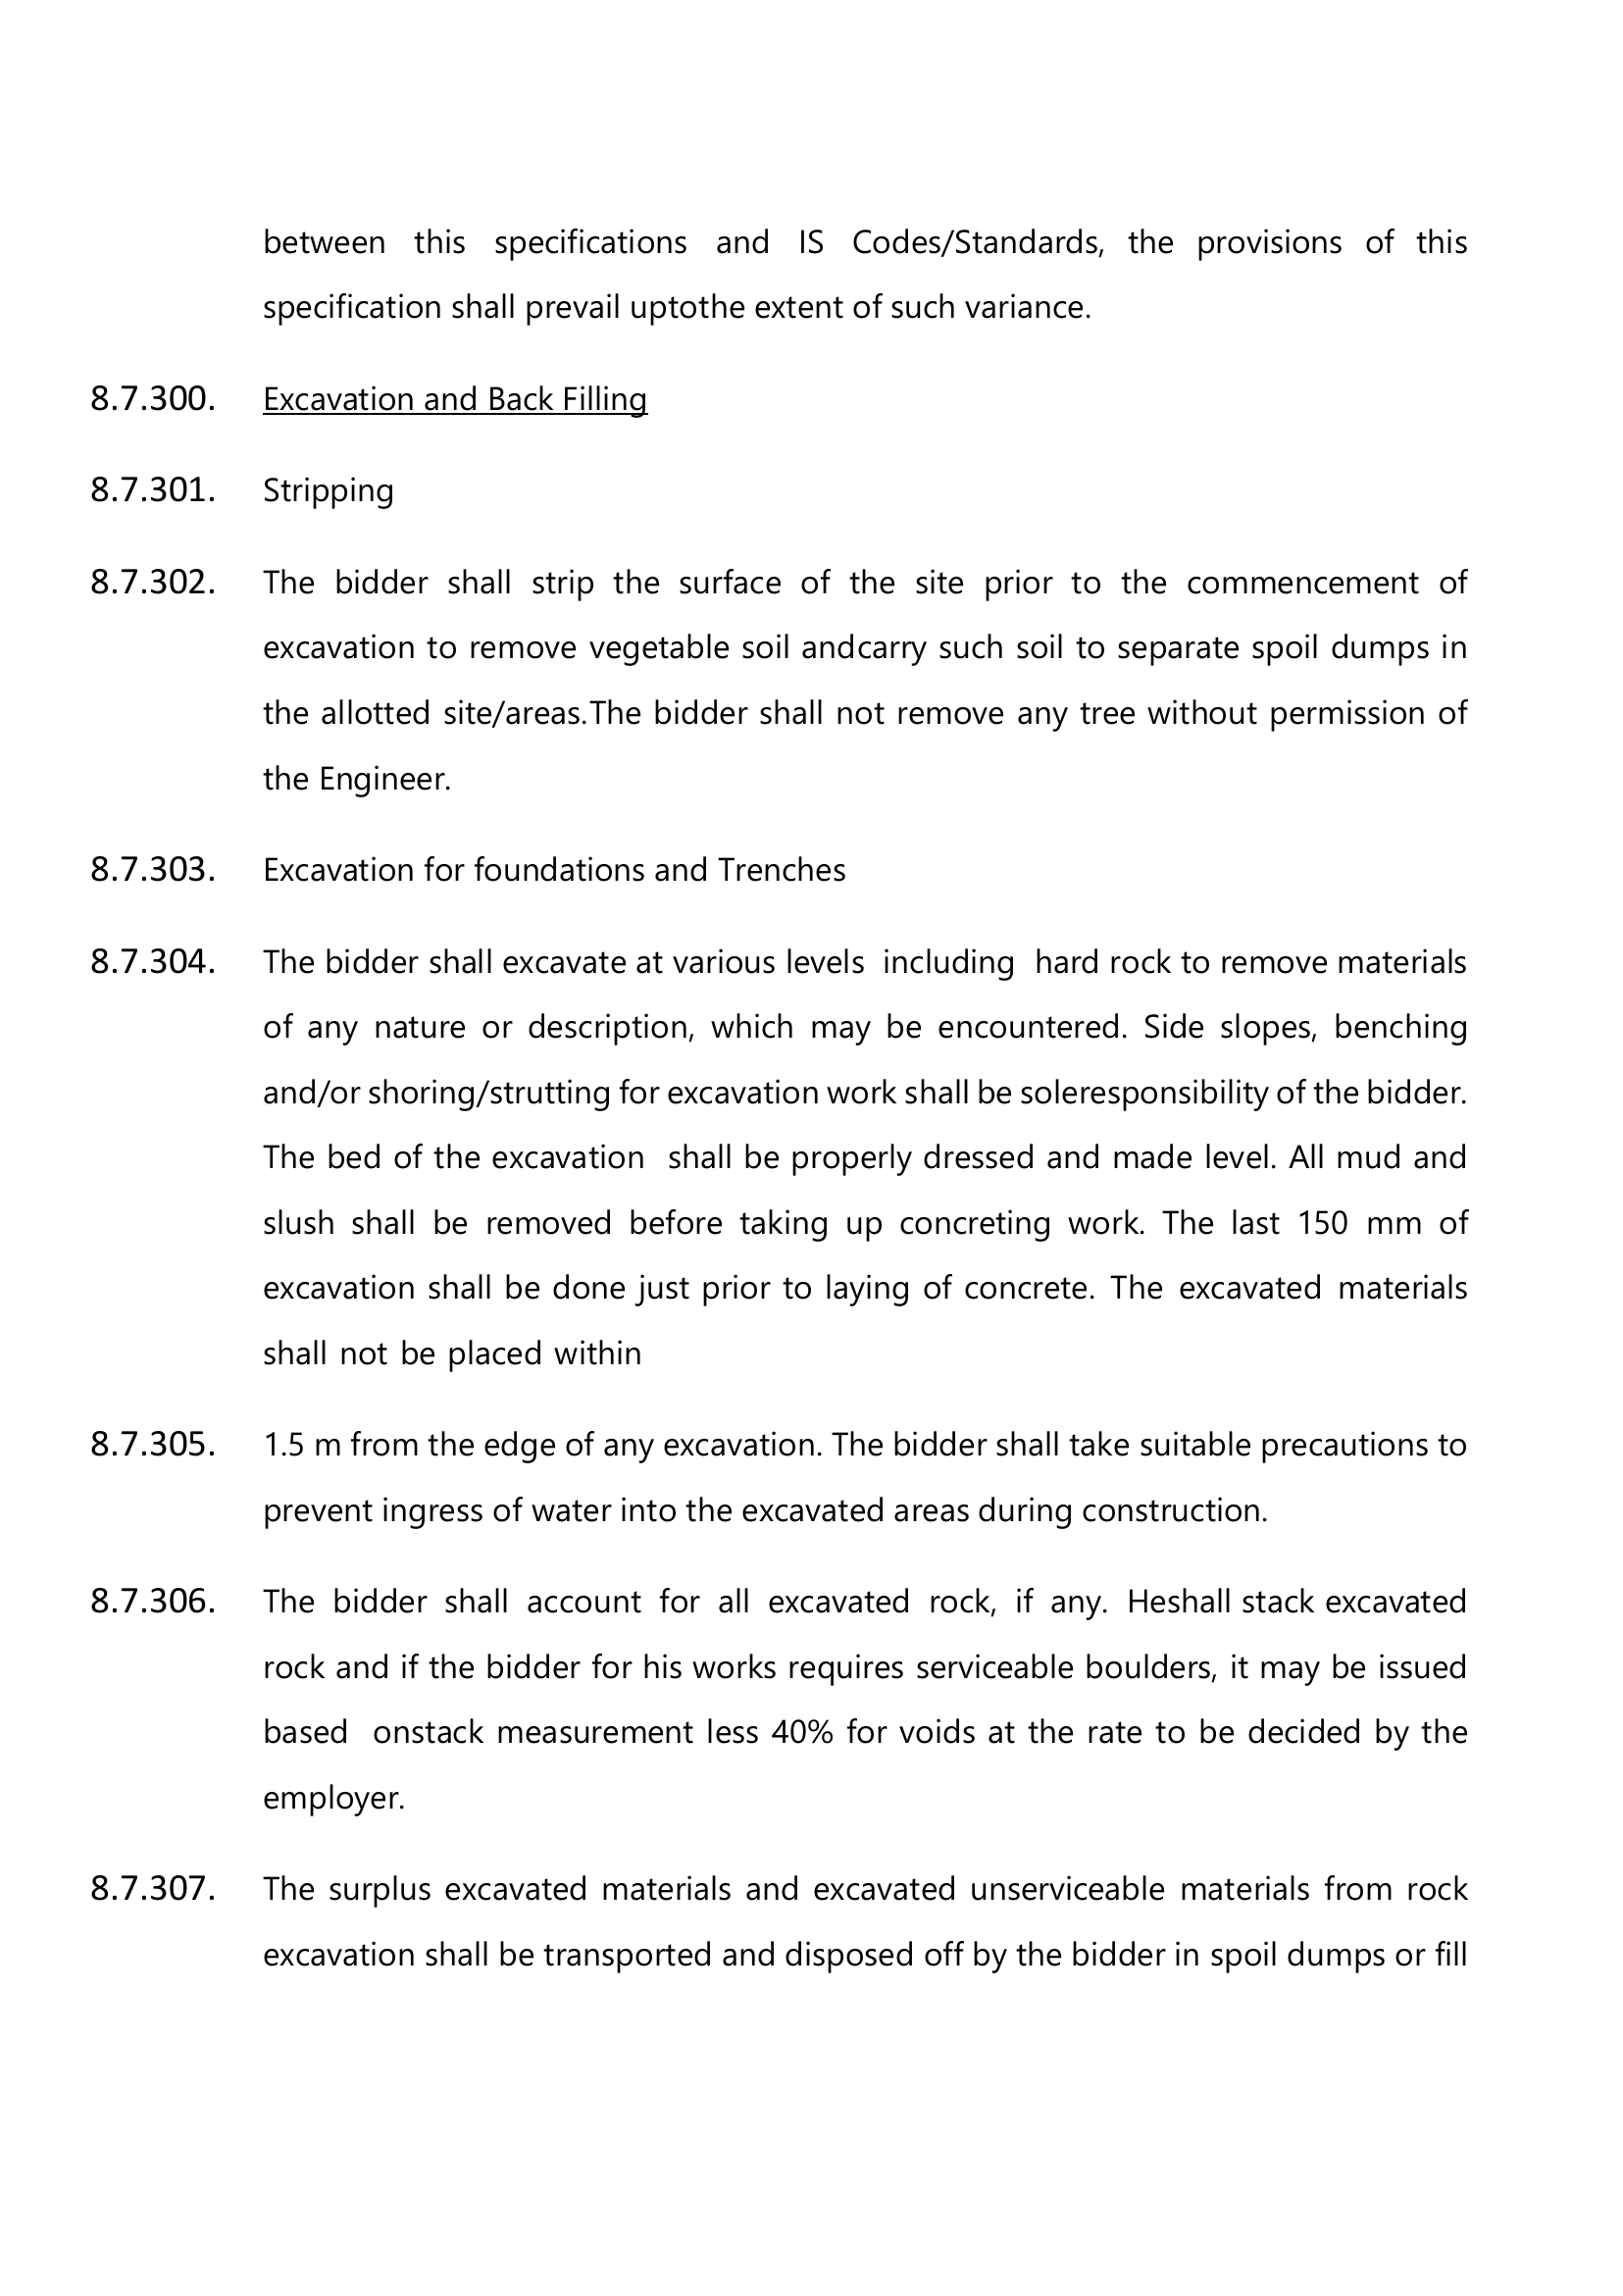 between this specifications and IS Codes/Standards, the provisions of this
specification shall prevail uptothe extent of such variance.
8.7.300. Excavation and Back Filling
8.7.301. Stripping
8.7.302. The bidder shall strip the surface of the site prior to the commencement of
excavation to remove vegetable soil andcarry such soil to separate spoil dumps in
the allotted site/areas.The bidder shall not remove any tree without permission of
the Engineer.
8.7.303. Excavation for foundations and Trenches
8.7.304. The bidder shall excavate at various levels including hard rock to remove materials
of any nature or description, which may be encountered. Side slopes, benching
and/or shoring/strutting for excavation work shall be soleresponsibility of the bidder.
The bed of the excavation shall be properly dressed and made level. All mud and
slush shall be removed before taking up concreting work. The last 150 mm of
excavation shall be done just prior to laying of concrete. The excavated materials
shall not be placed within
8.7.305. 1.5 m from the edge of any excavation. The bidder shall take suitable precautions to
prevent ingress of water into the excavated areas during construction.
8.7.306. The bidder shall account for all excavated rock, if any. Heshall stack excavated
rock and if the bidder for his works requires serviceable boulders, it may be issued
based onstack measurement less 40% for voids at the rate to be decided by the
employer.
8.7.307. The surplus excavated materials and excavated unserviceable materials from rock
excavation shall be transported and disposed off by the bidder in spoil dumps or fill